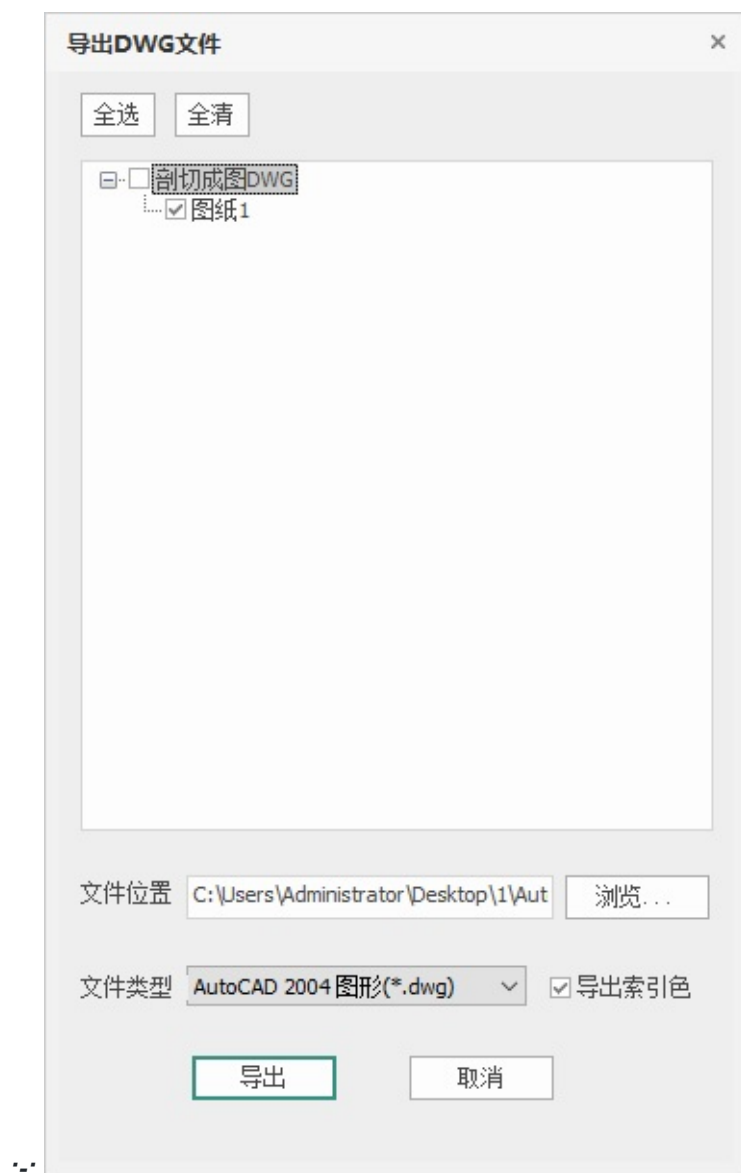 导出DWG文件
全选 全清
剖切成图DWG
图纸1
文件位置 C:\Users\Administrator\Desktop\1\Aut 浏览...
文件类型 AutoCAD 2004 图形(*.dwg) 导出索引色
导出 取消